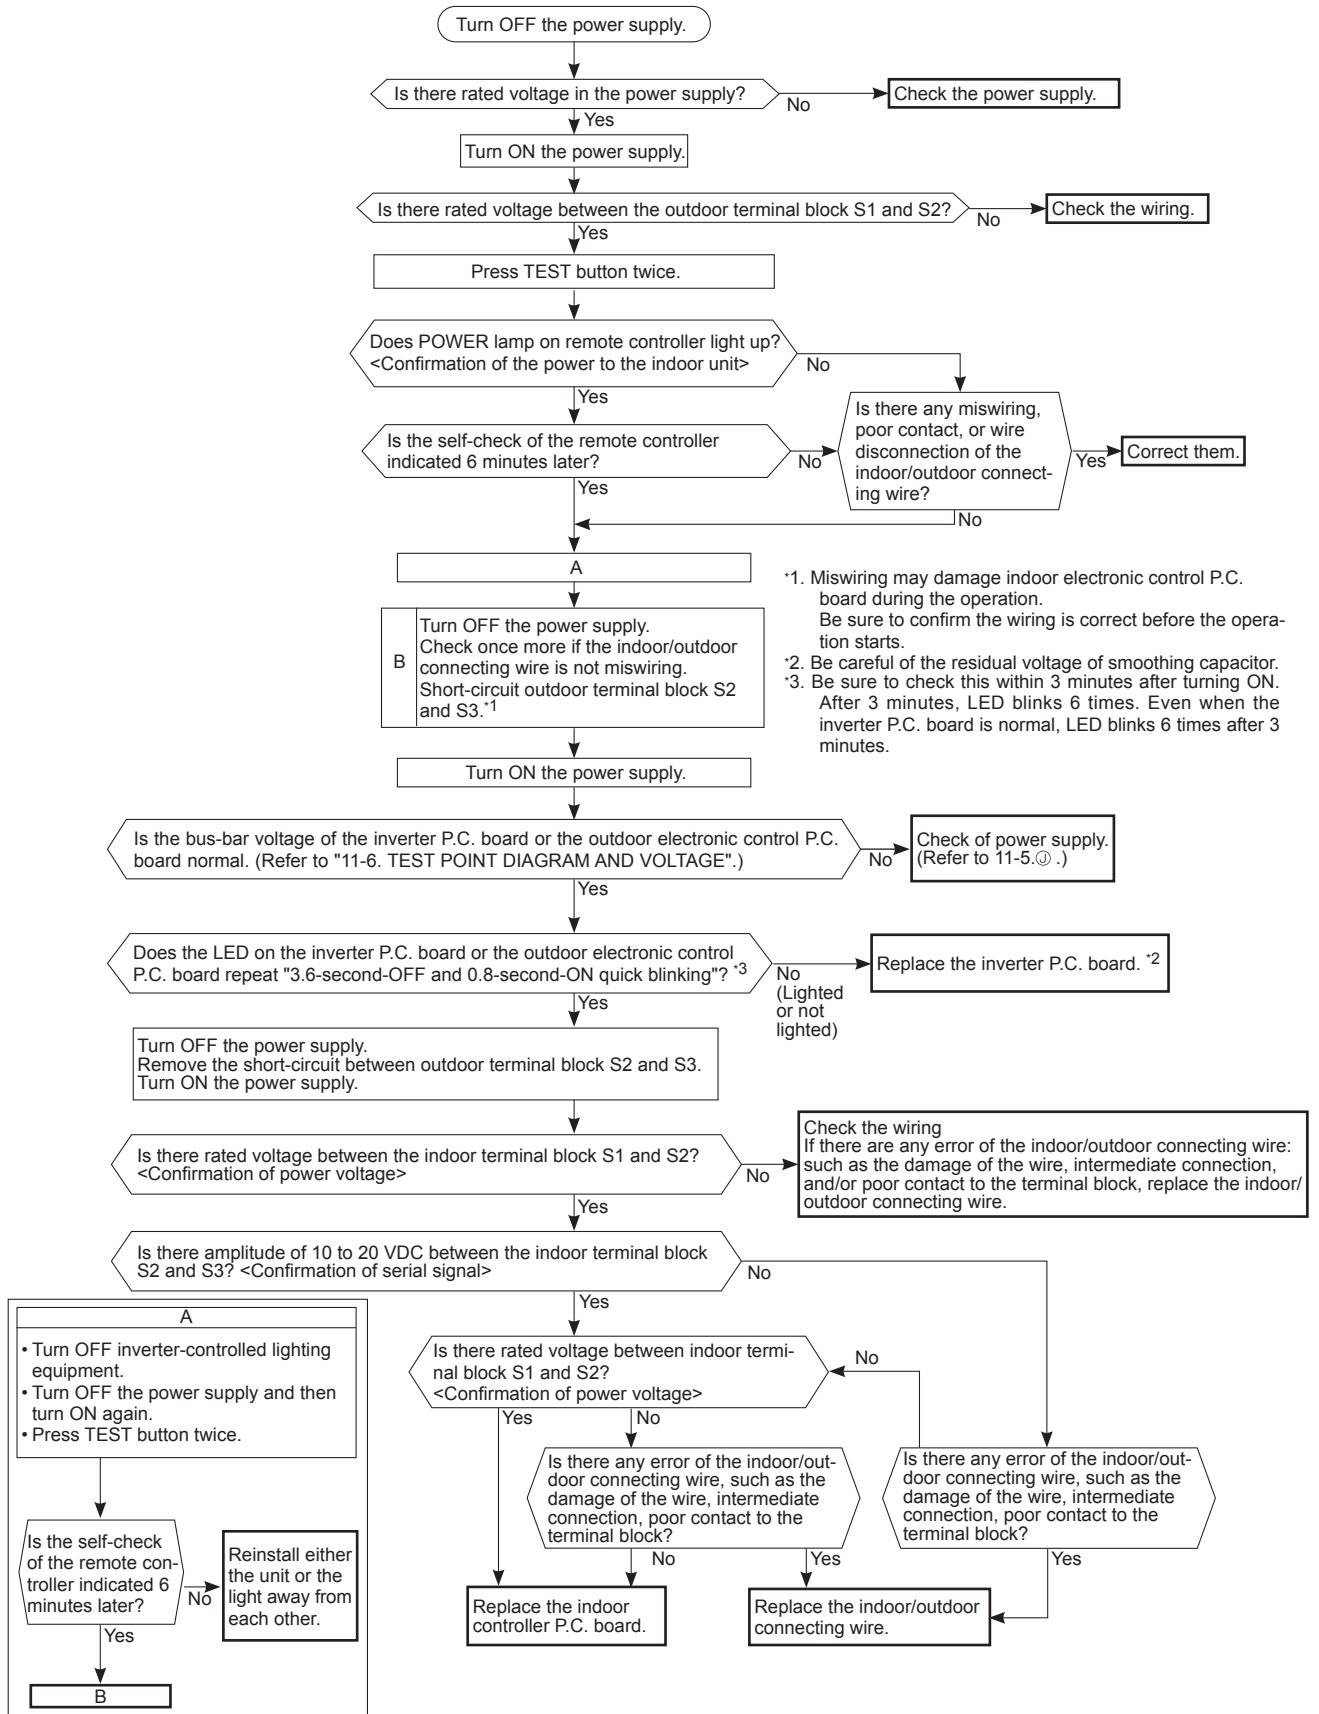 Turn OFF the power supply.
Is there rated voltage in the power supply?
No
Check the power supply.
Yes
Turn ON the power supply.
Is there rated voltage between the outdoor terminal block S1 and S2?
No
Check the wiring.
Yes
Press TEST button twice.
Does POWER lamp on remote controller light up?
<Confirmation of the power to the indoor unit>
No
Yes
Is there any miswiring,
poor contact, or wire
disconnection of the
indoor/outdoor connect-
ing wire?
Yes
Correct them.
Is the self-check of the remote controller
indicated 6 minutes later?
No
Yes
No
A
B
Turn OFF the power supply.
Check once more if the indoor/outdoor
connecting wire is not miswiring.
Short-circuit outdoor terminal block S2
and S3.*1
*1. Miswiring may damage indoor electronic control P.C.
board during the operation.
Be sure to confirm the wiring is correct before the opera-
tion starts.
*2. Be careful of the residual voltage of smoothing capacitor.
*3. Be sure to check this within 3 minutes after turning ON.
After 3 minutes, LED blinks 6 times. Even when the
inverter P.C. board is normal, LED blinks 6 times after 3
minutes.
Turn ON the power supply.
Is the bus-bar voltage of the inverter P.C. board or the outdoor electronic control P.C.
board normal. (Refer to "11-6. TEST POINT DIAGRAM AND VOLTAGE".)
No
Check of power supply.
(Refer to 11-5.Ⓙ .)
Yes
Does the LED on the inverter P.C. board or the outdoor electronic control
P.C. board repeat "3.6-second-OFF and 0.8-second-ON quick blinking"? *3
No
(Lighted
or not
lighted)
Replace the inverter P.C. board. *2
Yes
Turn OFF the power supply.
Remove the short-circuit between outdoor terminal block S2 and S3.
Turn ON the power supply.
Is there rated voltage between the indoor terminal block S1 and S2?
<Confirmation of power voltage>
No
Check the wiring
If there are any error of the indoor/outdoor connecting wire:
such as the damage of the wire, intermediate connection,
and/or poor contact to the terminal block, replace the indoor/
outdoor connecting wire.
Yes
Is there amplitude of 10 to 20 VDC between the indoor terminal block
S2 and S3? <Confirmation of serial signal>
No
Yes
Is there rated voltage between indoor termi-
nal block S1 and S2?
<Confirmation of power voltage>
No
Yes
No
Is there any error of the indoor/out-
door connecting wire, such as the
damage of the wire, intermediate
connection, poor contact to the
terminal block?
No
Yes
Is there any error of the indoor/out-
door connecting wire, such as the
damage of the wire, intermediate
connection, poor contact to the
terminal block?
Yes
Replace the indoor
controller P.C. board.
Replace the indoor/outdoor
connecting wire.
A
• Turn OFF inverter-controlled lighting
equipment.
• Turn OFF the power supply and then
turn ON again.
• Press TEST button twice.
Is the self-check
of the remote con-
troller indicated 6
minutes later?
No
Reinstall either
the unit or the
light away from
each other.
Yes
B